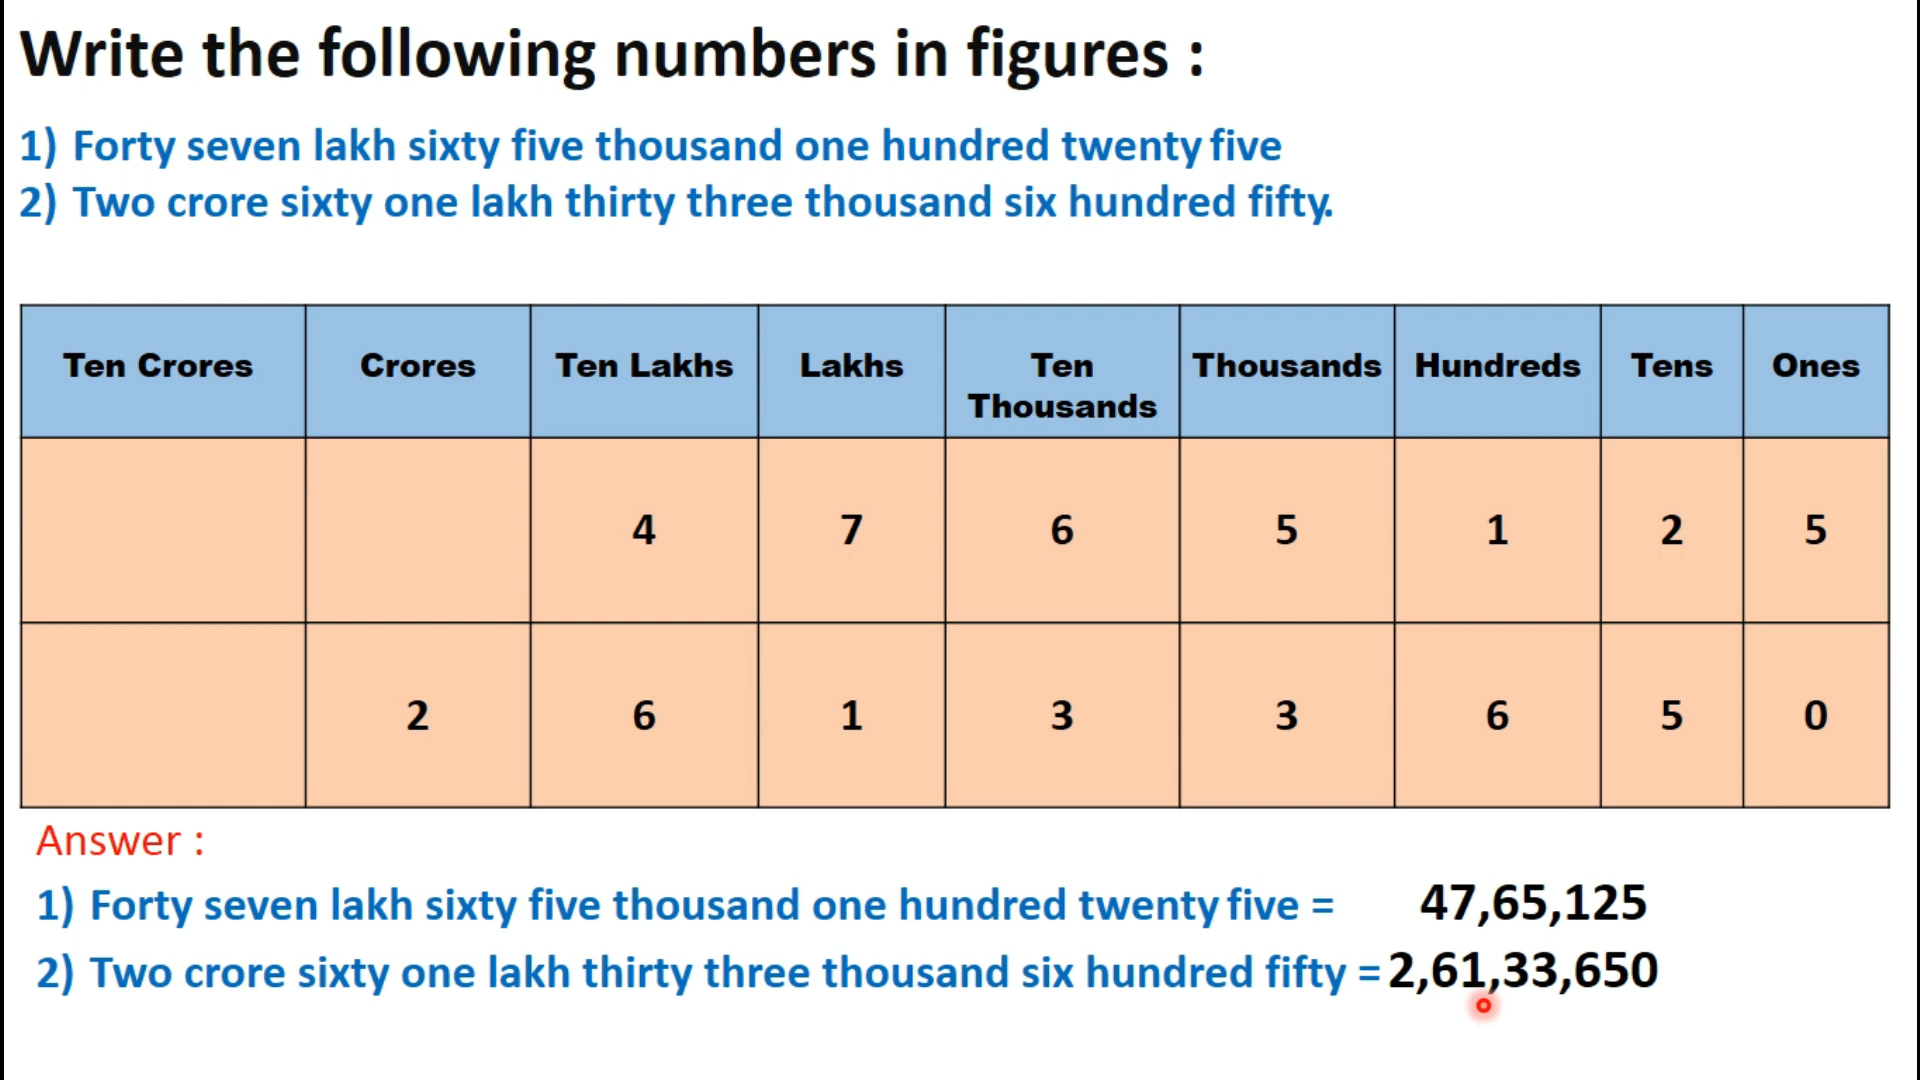 Write the following numbers in figures :
1) Forty seven lakh sixty five thousand one hundred twenty five
2) Two crore sixty one lakh thirty three thousand six hundred fifty.
Ten Crores Crores Ten Lakhs Lakhs Ten Thousands Thousands Hundreds Tens Ones
4 7 6 5 1 2 5
2 6 1 3 3 6 5 0
Answer :
1) Forty seven lakh sixty five thousand one hundred twenty five = 47,65,125
2) Two crore sixty one lakh thirty three thousand six hundred fifty = 2,61,33,650